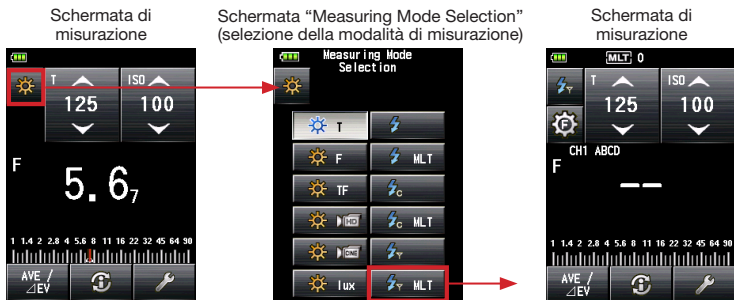 Schermata di
misurazione
T
125
ISO
100
F
5.6₇
1 1.4 2 2.8 4 5.6 8 11 16 22 32 45 64 90
AVE /
⊿EV
Schermata “Measuring Mode Selection”
(selezione della modalità di misurazione)
Measuring Mode
Selection
T
F
MLT
TF
C
HD
C MLT
CINE
lux
MLT
Schermata di
misurazione
MLT 0
T
125
ISO
100
F
CH1 ABCD
F
--
1 1.4 2 2.8 4 5.6 8 11 16 22 32 45 64 90
AVE /
⊿EV